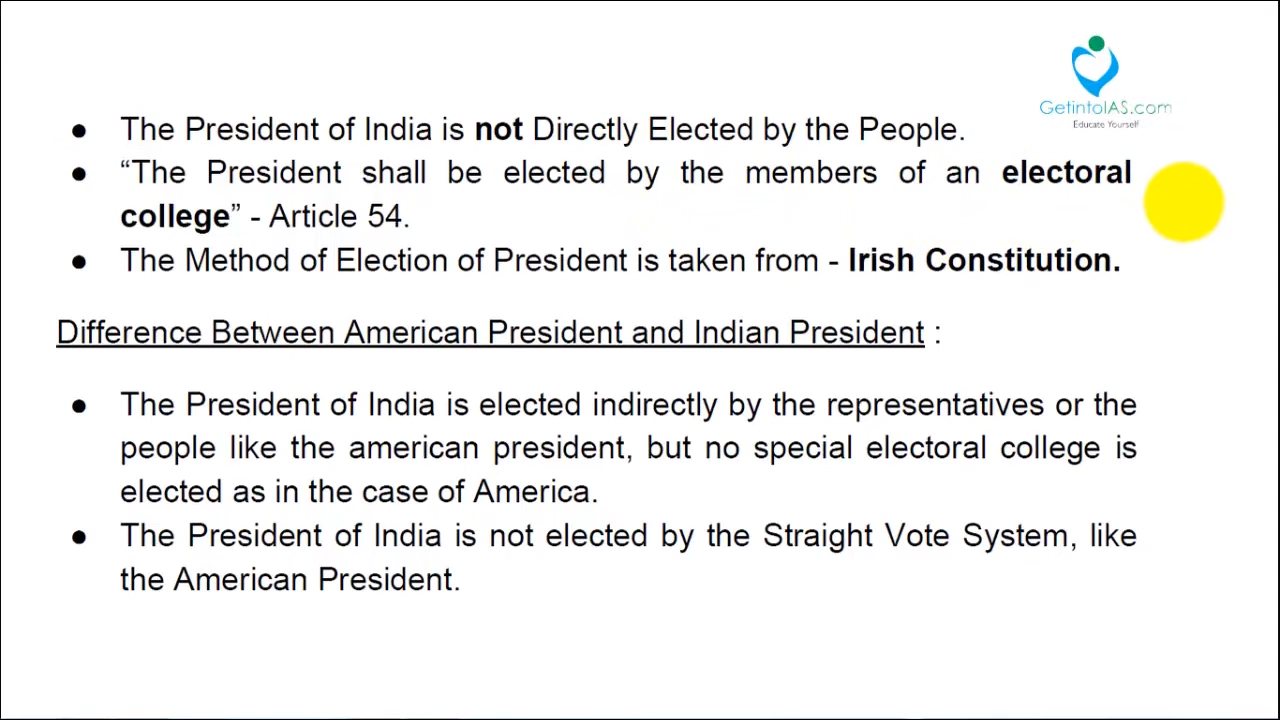 GetintoIAS.com
Educate Yourself
● The President of India is not Directly Elected by the People.
● “The President shall be elected by the members of an electoral
college” - Article 54.
● The Method of Election of President is taken from - Irish Constitution.
Difference Between American President and Indian President :
● The President of India is elected indirectly by the representatives or the
people like the american president, but no special electoral college is
elected as in the case of America.
● The President of India is not elected by the Straight Vote System, like
the American President.